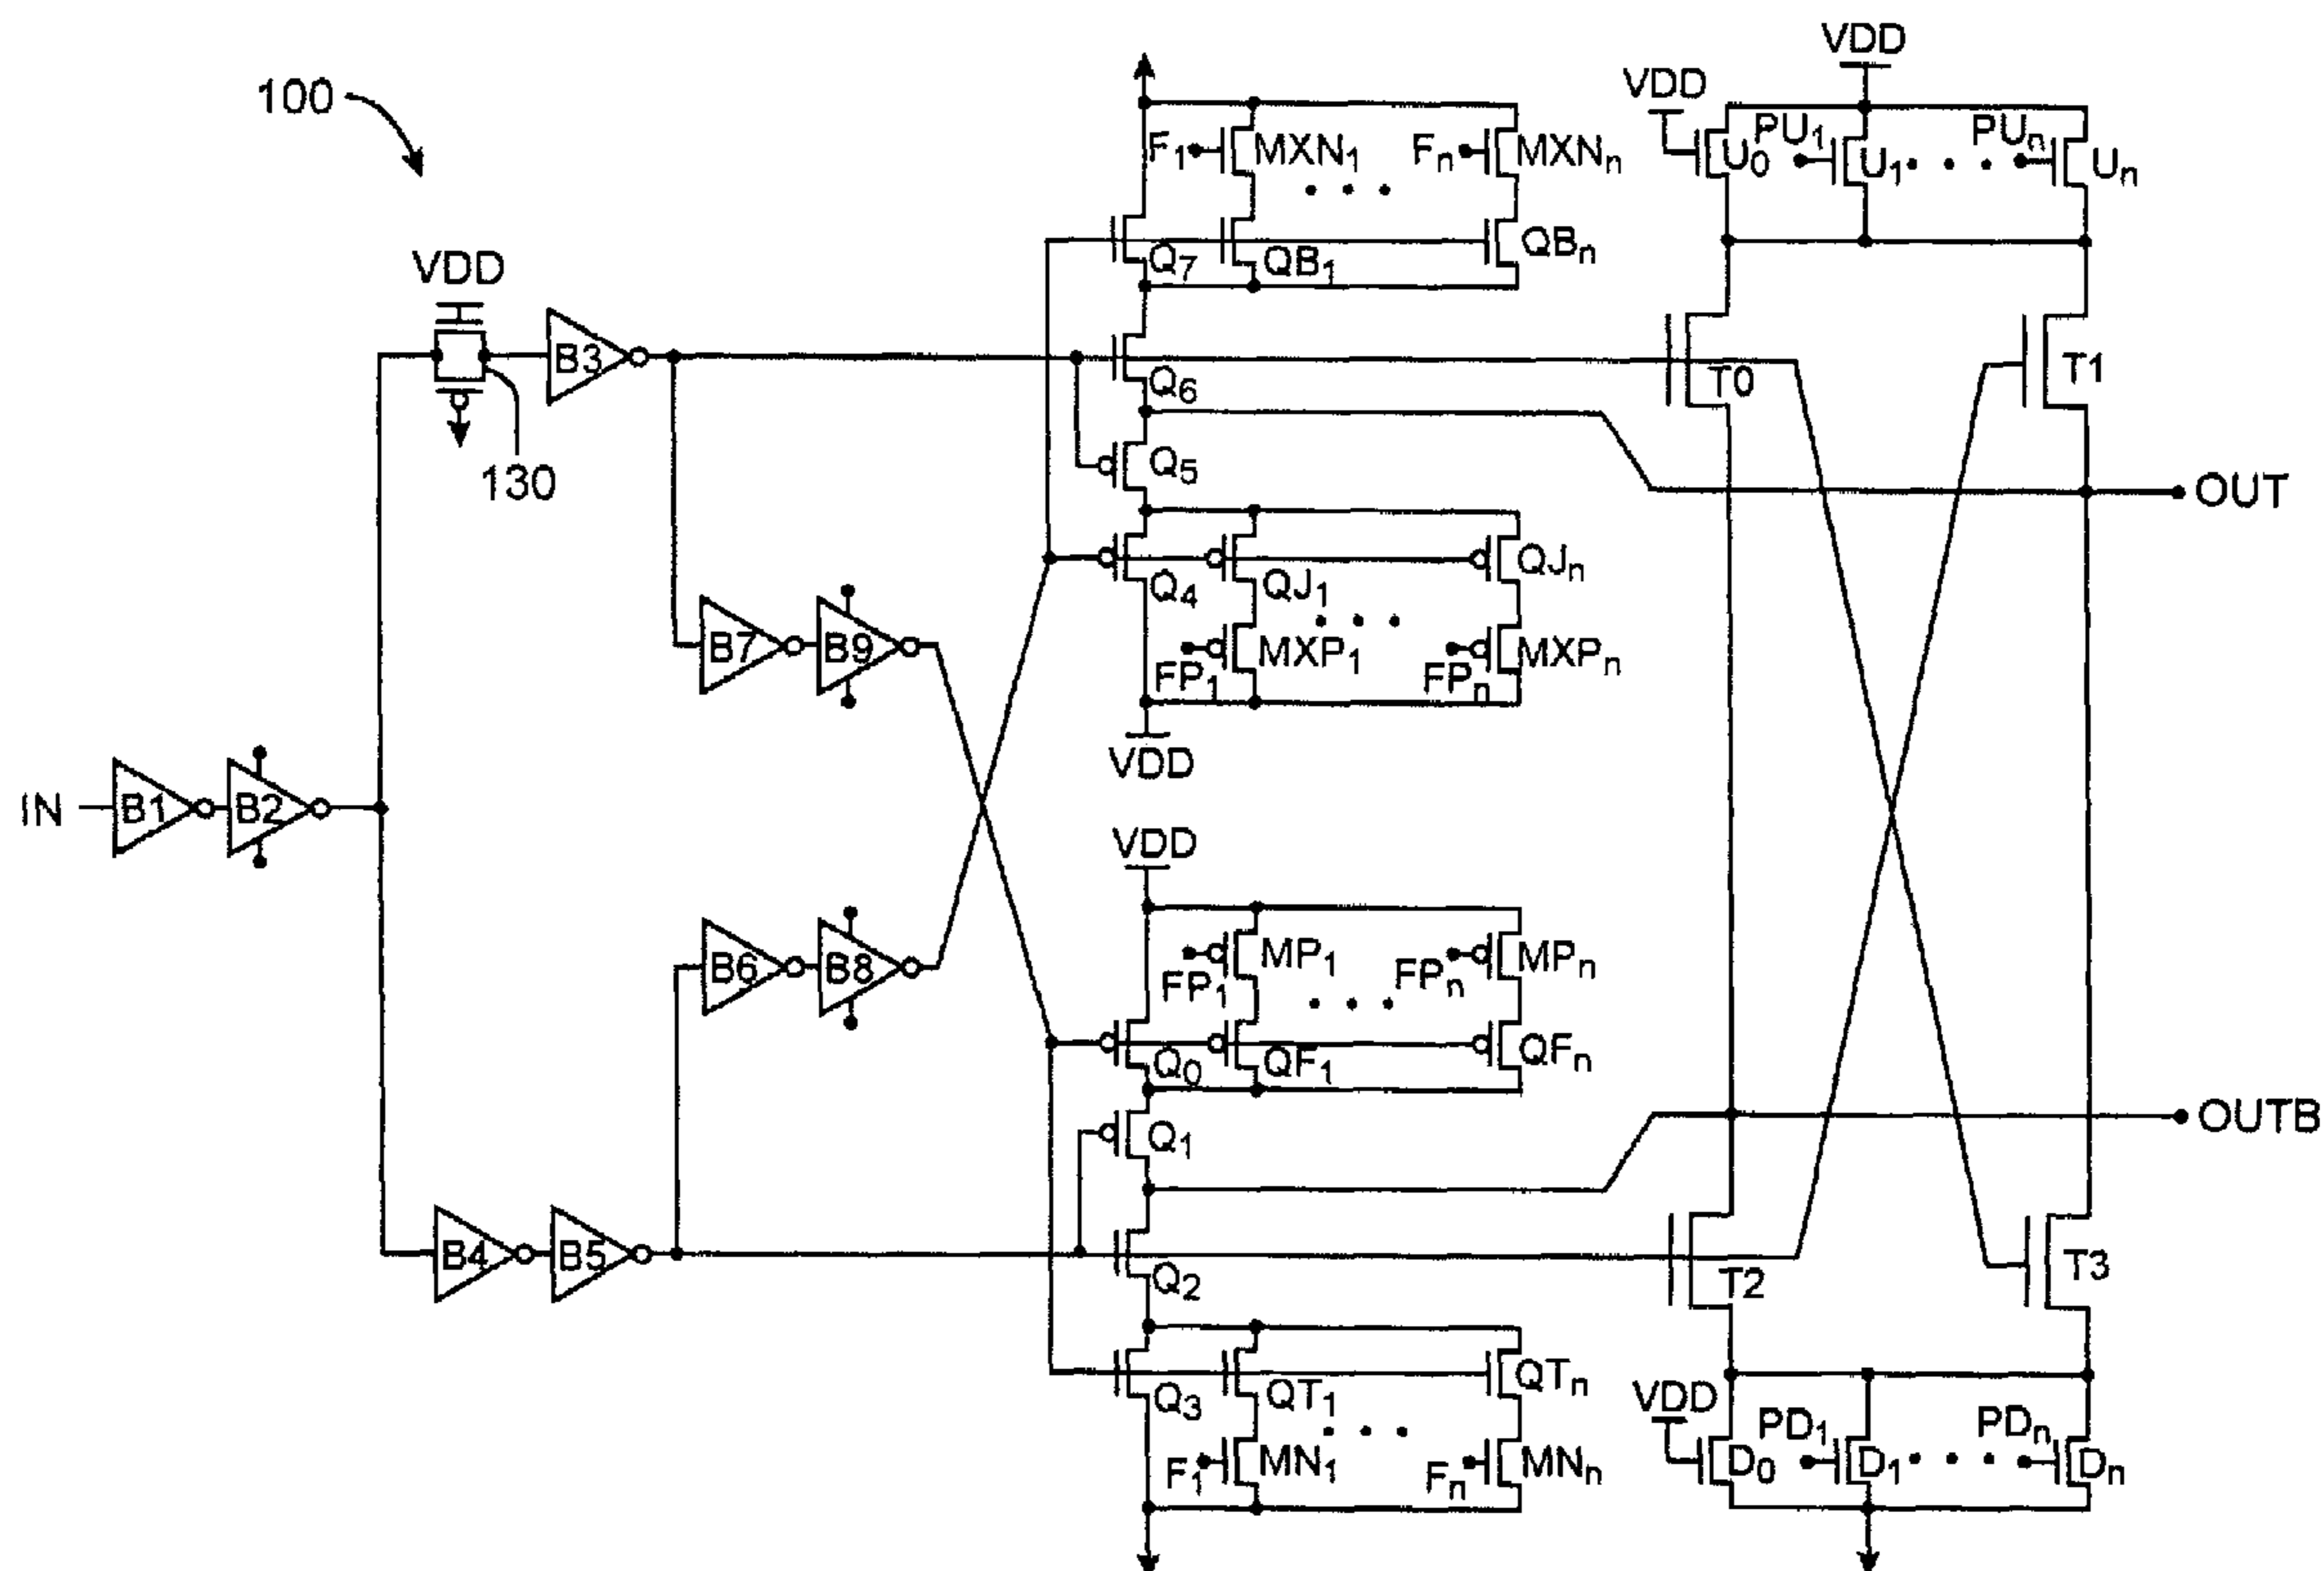 100
VDD
VDD
F1 MXN1 Fn MXNn
U0 PU1 U1 PUn Un
Q7 QB1 QBn
VDD
B3
Q6
T0 T1
130
Q5
OUT
Q4 QJ1 QJn
B7 B9
FP1 MXP1 FPn MXPn
VDD
IN B1 B2
VDD
MP1 MPn
FP1 FPn
B6 B8
Q0 QF1 QFn
OUTB
Q1
B4 B5
Q2
T2 T3
Q3 QT1 QTn
VDD
PD1 PDn
F1 MN1 Fn MNn
D0 D1 Dn